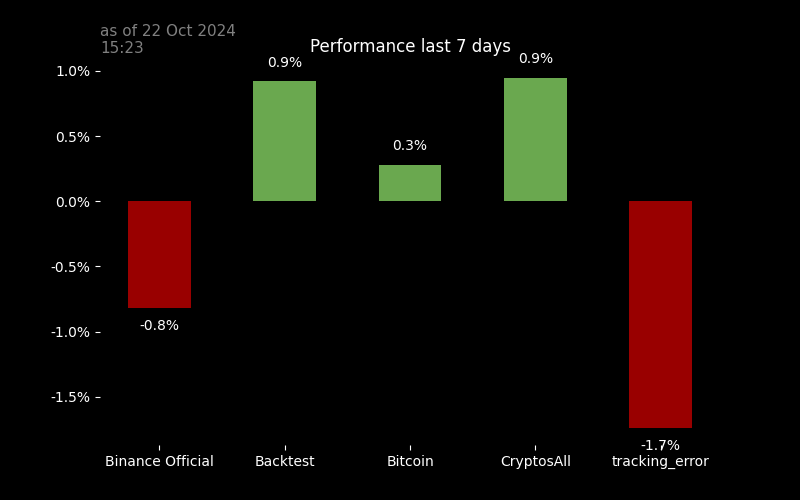 as of 22 Oct 2024
15:23
Performance last 7 days
1.0%
0.5%
0.0%
-0.5%
-1.0%
-1.5%
-0.8%
0.9%
0.3%
0.9%
-1.7%
Binance Official
Backtest
Bitcoin
CryptosAll
tracking_error